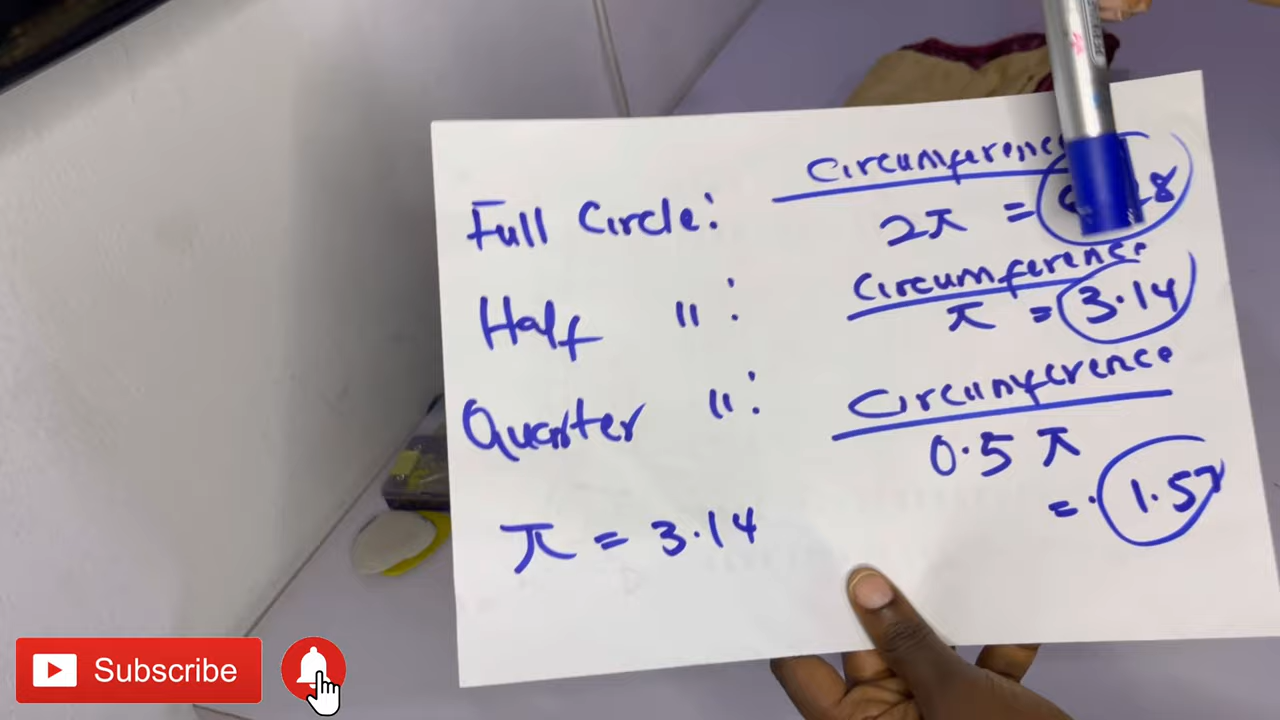 Circumference
Full Circle: 2π =
Circumference
Half " : π = 3.14
Circumference
Quarter " : 0.5 π
= 1.57
π = 3.14
Subscribe